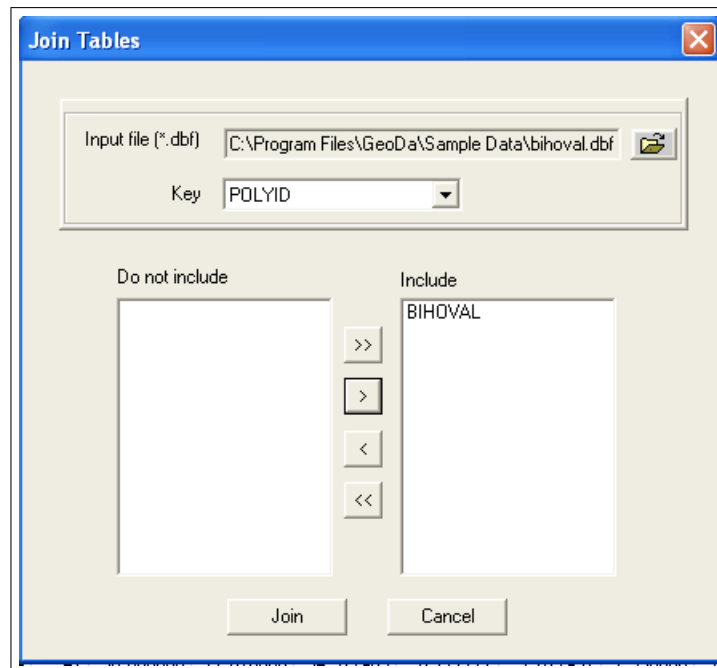 Join Tables
Input file (*.dbf) C:\Program Files\GeoDa\Sample Data\bihoval.dbf
Key POLYID
Do not include Include
BIHOVAL
>>
>
<
<<
Join Cancel